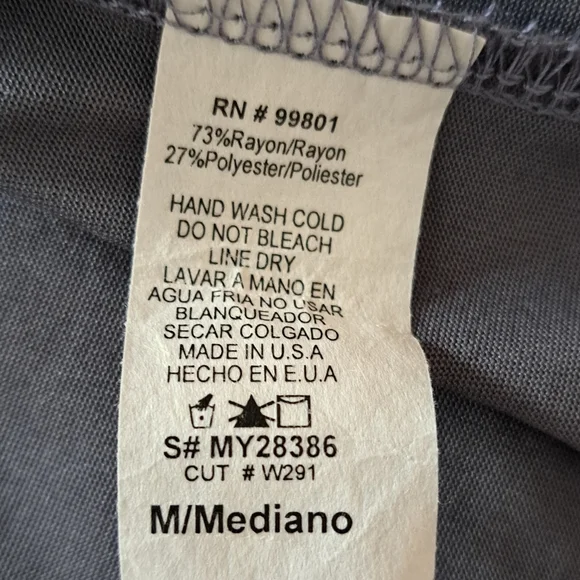 RN # 99801
73%Rayon/Rayon
27%Polyester/Poliester
HAND WASH COLD
DO NOT BLEACH
LINE DRY
LAVAR A MANO EN
AGUA FRIA NO USAR
BLANQUEADOR
SECAR COLGADO
MADE IN U.S.A
HECHO EN E.U.A
S# MY28386
CUT # W291
M/Mediano